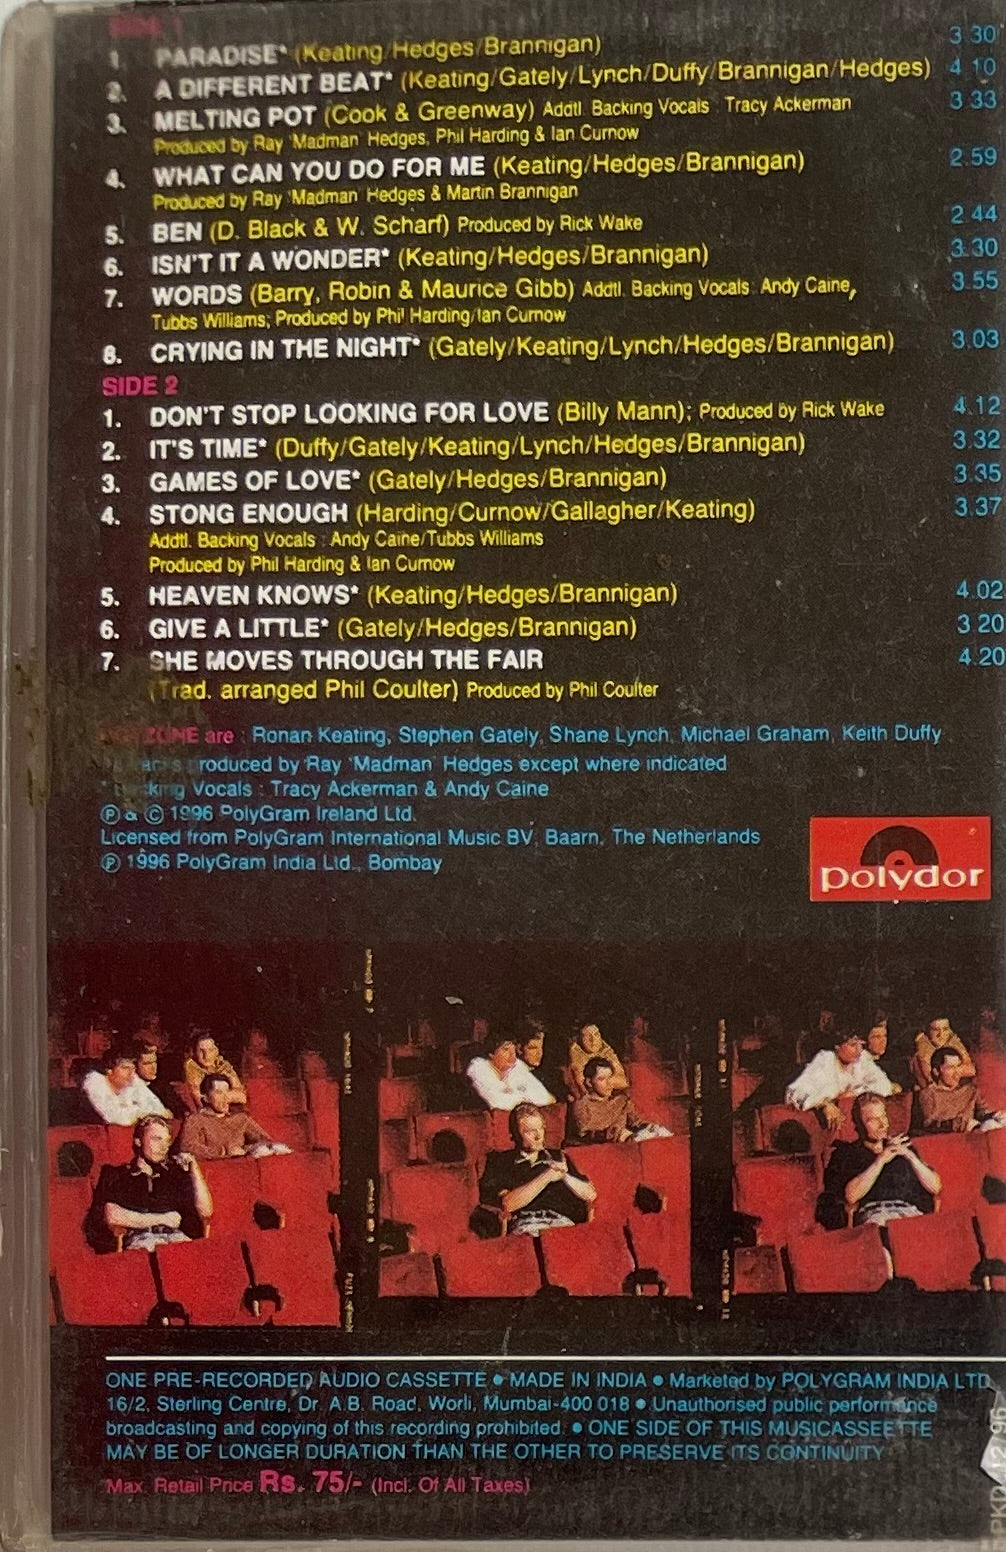 SIDE 1
1. PARADISE* (Keating/Hedges/Brannigan) 3.30
2. A DIFFERENT BEAT* (Keating/Gately/Lynch/Duffy/Brannigan/Hedges) 4.10
3. MELTING POT (Cook & Greenway) Addtl. Backing Vocals : Tracy Ackerman 3.33
Produced by Ray 'Madman' Hedges, Phil Harding & Ian Curnow
4. WHAT CAN YOU DO FOR ME (Keating/Hedges/Brannigan) 2.59
Produced by Ray 'Madman' Hedges & Martin Brannigan
5. BEN (D. Black & W. Scharf) Produced by Rick Wake 2.44
6. ISN'T IT A WONDER* (Keating/Hedges/Brannigan) 3.30
7. WORDS (Barry, Robin & Maurice Gibb) Addtl. Backing Vocals : Andy Caine, 3.55
Tubbs Williams; Produced by Phil Harding/Ian Curnow
8. CRYING IN THE NIGHT* (Gately/Keating/Lynch/Hedges/Brannigan) 3.03
SIDE 2
1. DON'T STOP LOOKING FOR LOVE (Billy Mann); Produced by Rick Wake 4.12
2. IT'S TIME* (Duffy/Gately/Keating/Lynch/Hedges/Brannigan) 3.32
3. GAMES OF LOVE* (Gately/Hedges/Brannigan) 3.35
4. STONG ENOUGH (Harding/Curnow/Gallagher/Keating) 3.37
Addtl. Backing Vocals : Andy Caine/Tubbs Williams
Produced by Phil Harding & Ian Curnow
5. HEAVEN KNOWS* (Keating/Hedges/Brannigan) 4.02
6. GIVE A LITTLE* (Gately/Hedges/Brannigan) 3.20
7. SHE MOVES THROUGH THE FAIR 4.20
(Trad. arranged Phil Coulter) Produced by Phil Coulter
BOYZONE are : Ronan Keating, Stephen Gately, Shane Lynch, Michael Graham, Keith Duffy
produced by Ray 'Madman' Hedges except where indicated
* Backing Vocals : Tracy Ackerman & Andy Caine
℗ & © 1996 PolyGram Ireland Ltd.
Licensed from PolyGram International Music BV, Baarn, The Netherlands
℗ 1996 PolyGram India Ltd., Bombay
polydor
ONE PRE-RECORDED AUDIO CASSETTE • MADE IN INDIA • Marketed by POLYGRAM INDIA LTD
16/2, Sterling Centre, Dr. A.B. Road, Worli, Mumbai-400 018 • Unauthorised public performance
broadcasting and copying of this recording prohibited. • ONE SIDE OF THIS MUSICASSEETTE
MAY BE OF LONGER DURATION THAN THE OTHER TO PRESERVE ITS CONTINUITY
Max. Retail Price Rs. 75/- (Incl. Of All Taxes)